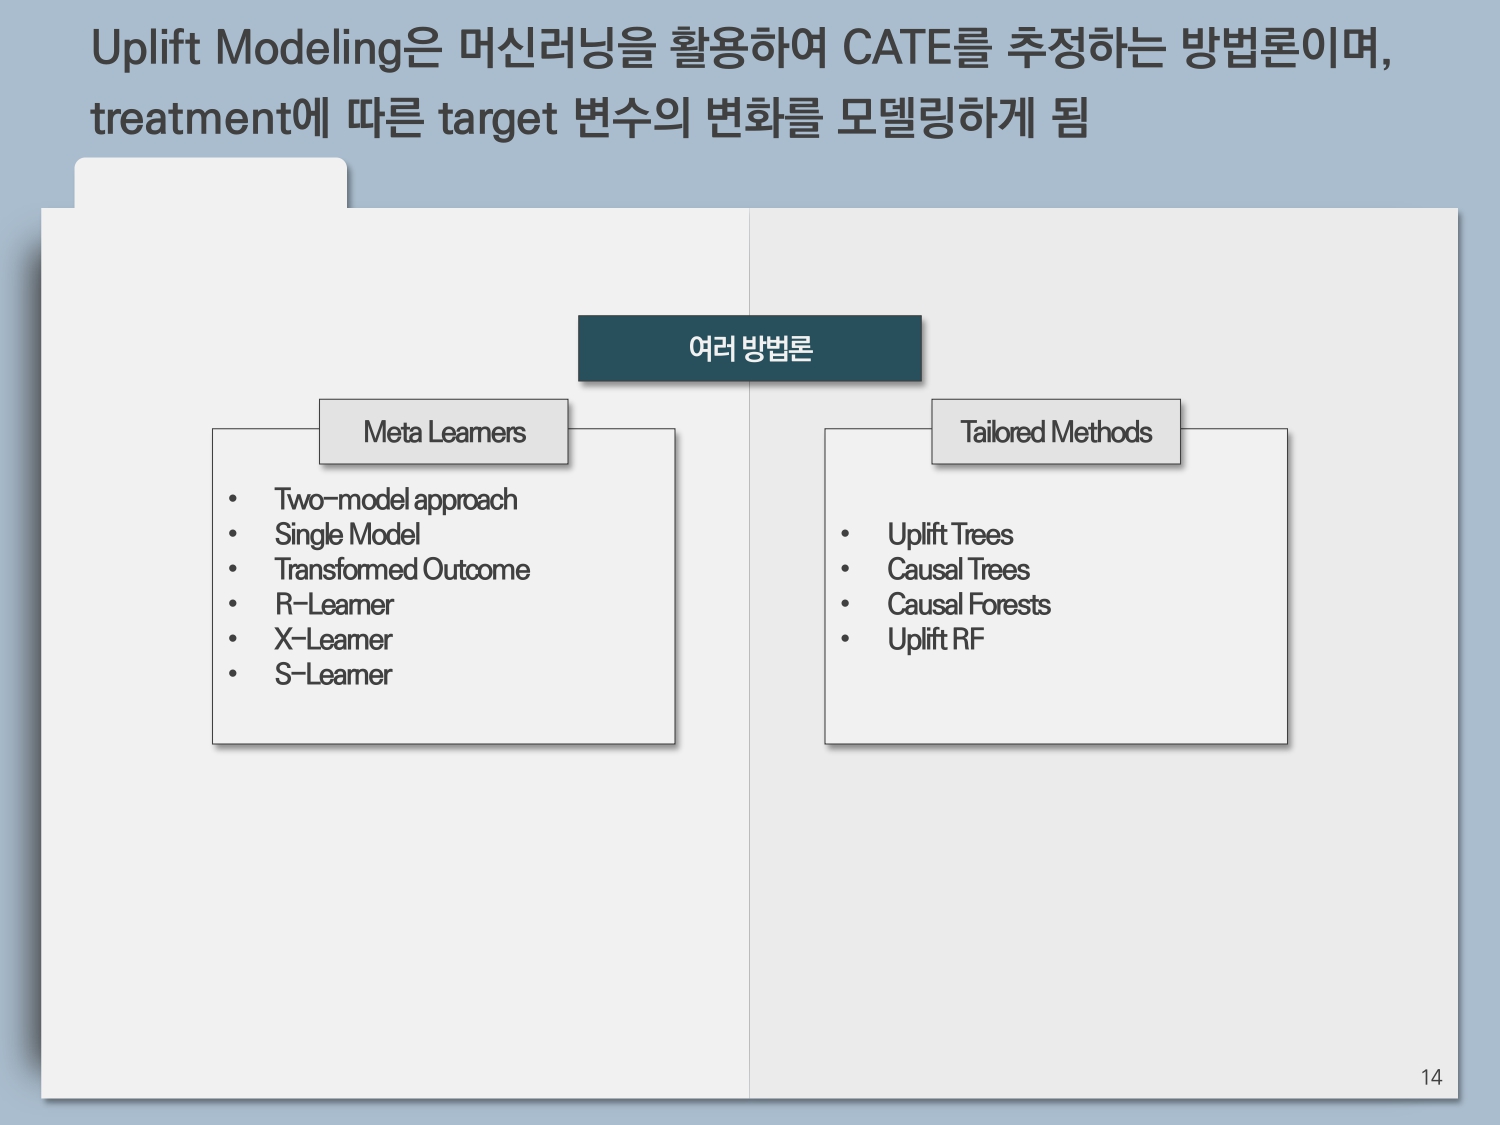 Uplift Modeling은 머신러닝을 활용하여 CATE를 추정하는 방법론이며,
treatment에 따른 target 변수의 변화를 모델링하게 됨
여러 방법론
Meta Learners
• Two-model approach
• Single Model
• Transformed Outcome
• R-Learner
• X-Learner
• S-Learner
Tailored Methods
• Uplift Trees
• Causal Trees
• Causal Forests
• Uplift RF
14